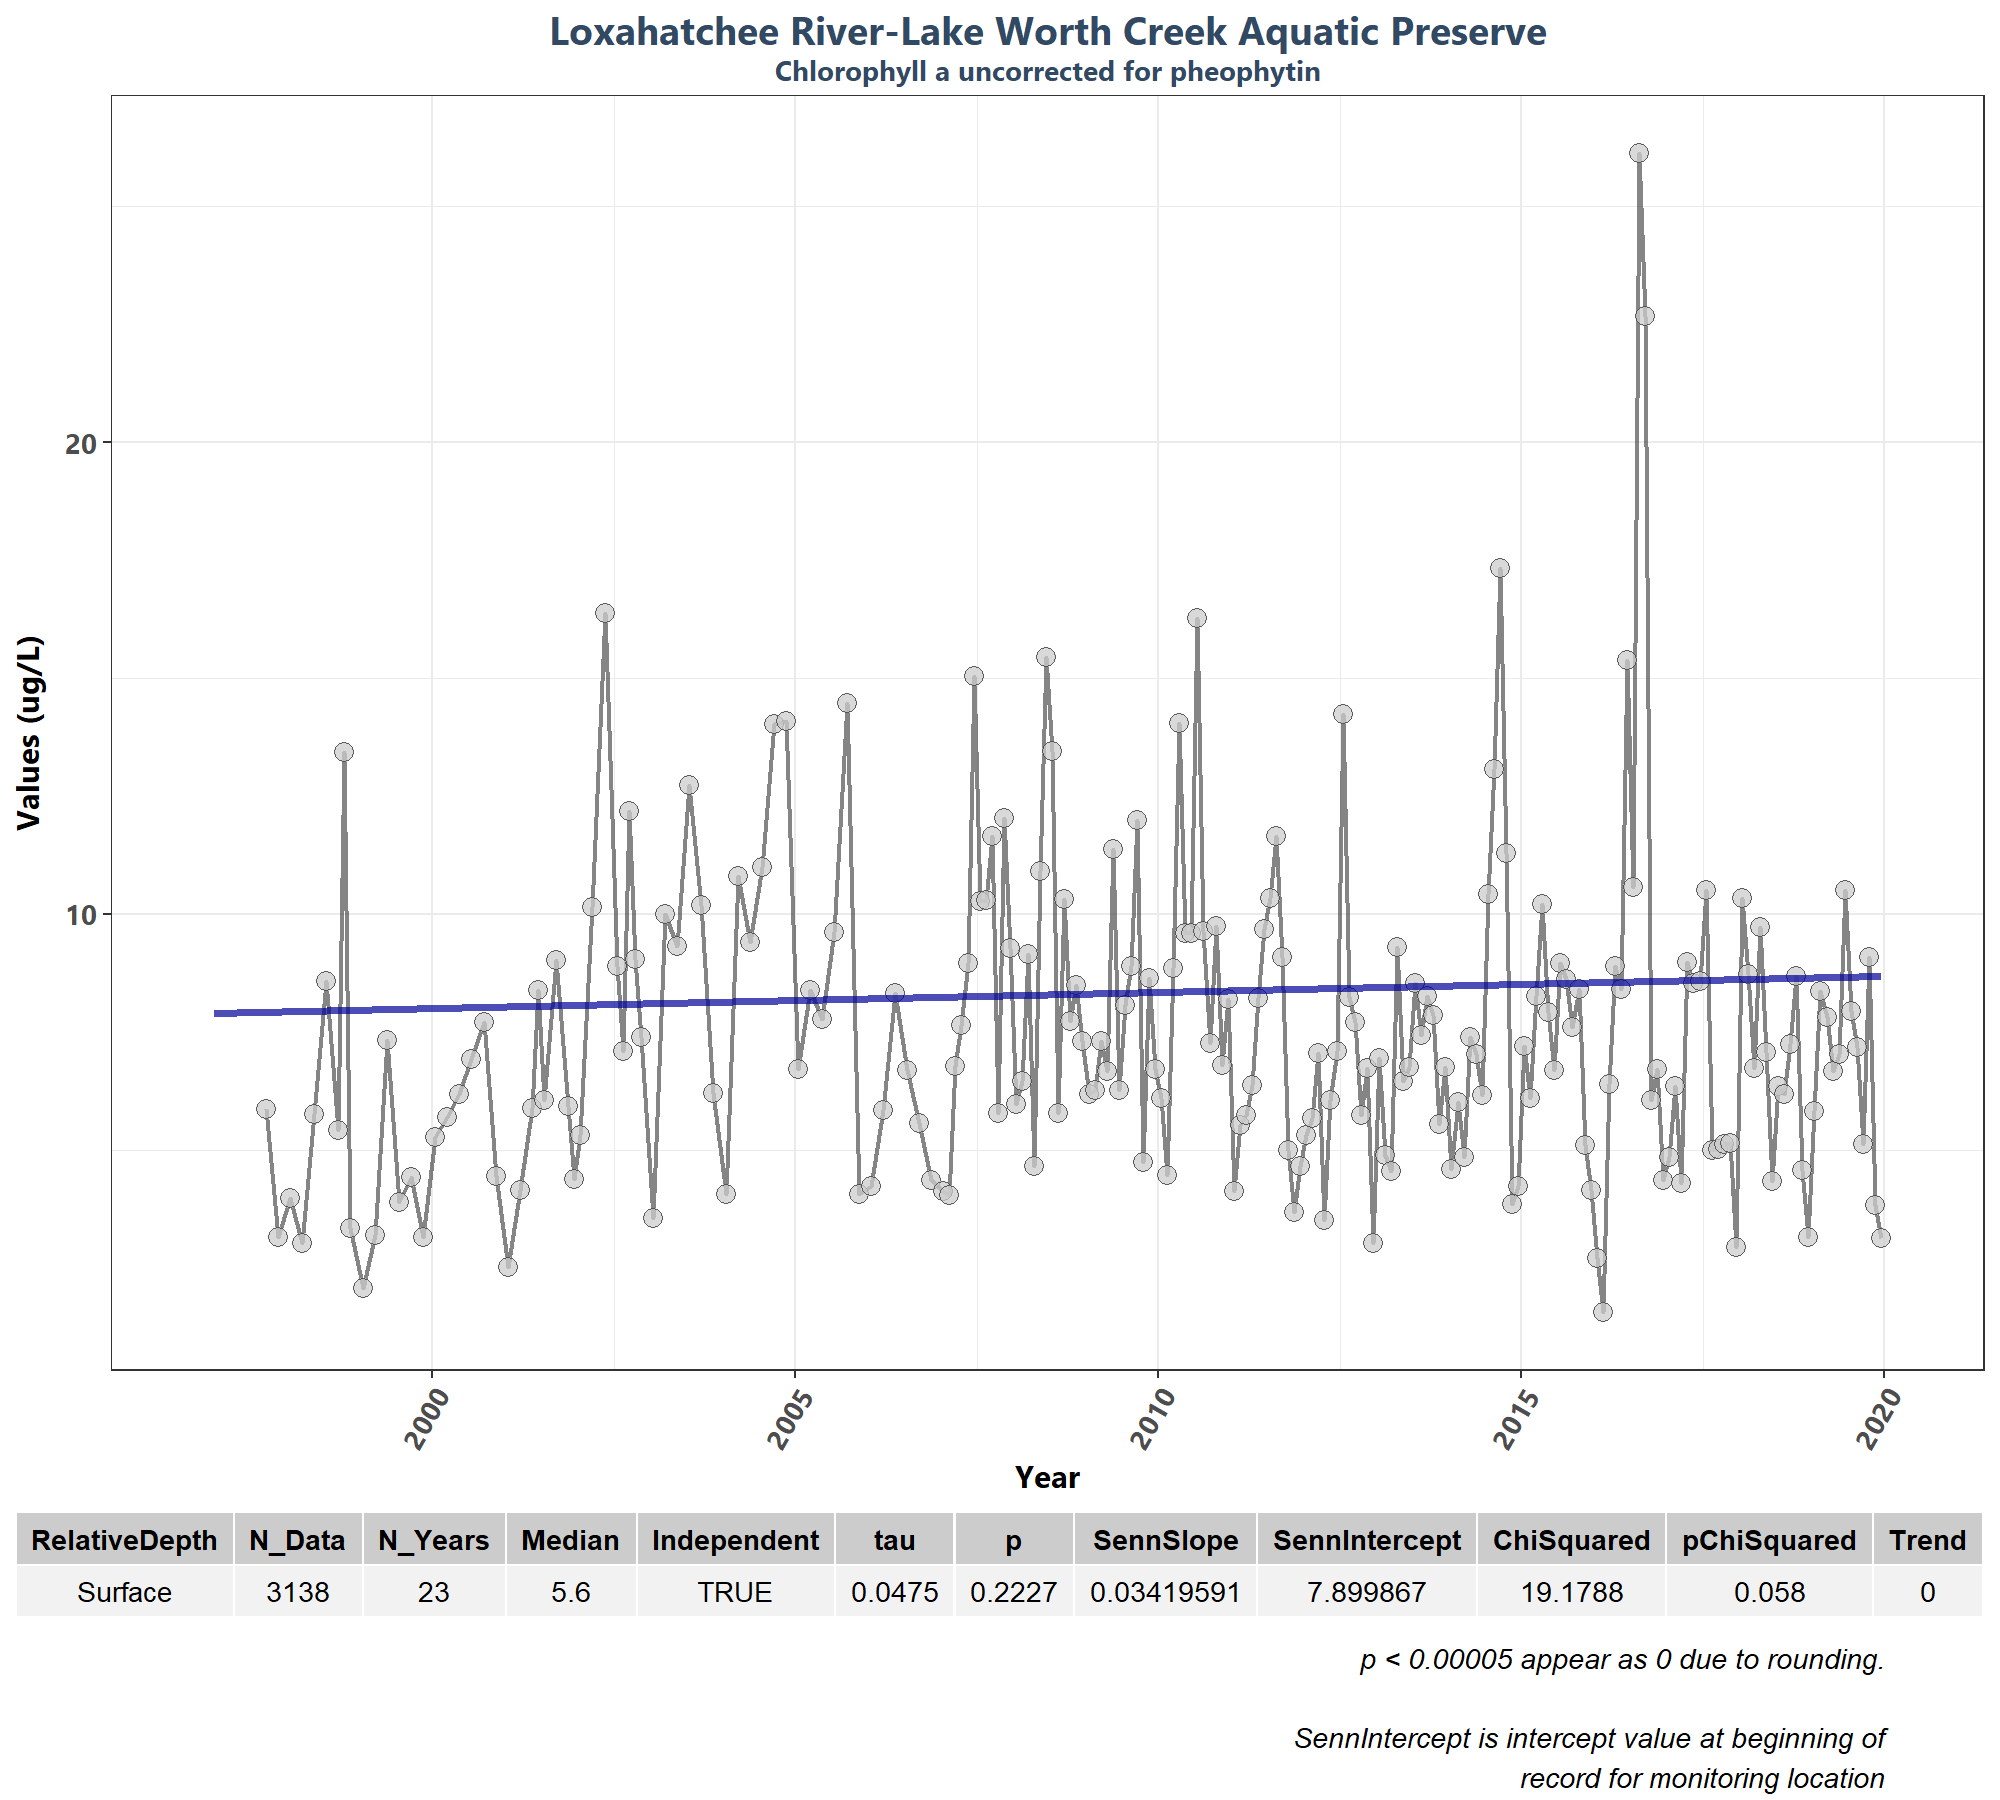 Loxahatchee River-Lake Worth Creek Aquatic Preserve
Chlorophyll a uncorrected for pheophytin
Values (ug/L)
20
10
2000
2005
2010
2015
2020
Year
RelativeDepth N_Data N_Years Median Independent tau p SennSlope SennIntercept ChiSquared pChiSquared Trend
Surface 3138 23 5.6 TRUE 0.0475 0.2227 0.03419591 7.899867 19.1788 0.058 0
p < 0.00005 appear as 0 due to rounding.
SennIntercept is intercept value at beginning of
record for monitoring location